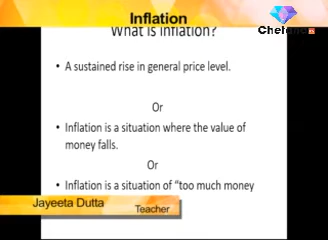 Inflation
What is inflation?
• A sustained rise in general price level.
Or
• Inflation is a situation where the value of
money falls.
Or
• Inflation is a situation of "too much money
Jayeeta Dutta
Teacher